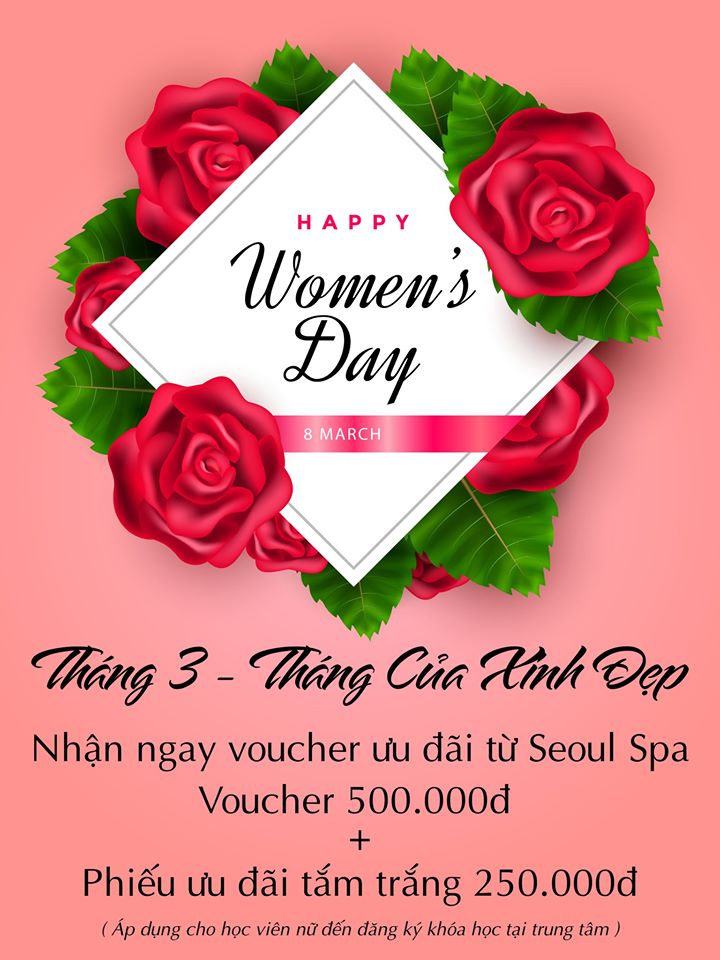 HAPPY
Women's
Day
8 MARCH
Tháng 3 - Tháng Của Xinh Đẹp
Nhận ngay voucher ưu đãi từ Seoul Spa
Voucher 500.000đ
+
Phiếu ưu đãi tắm trắng 250.000đ
( Áp dụng cho học viên nữ đến đăng ký khóa học tại trung tâm )